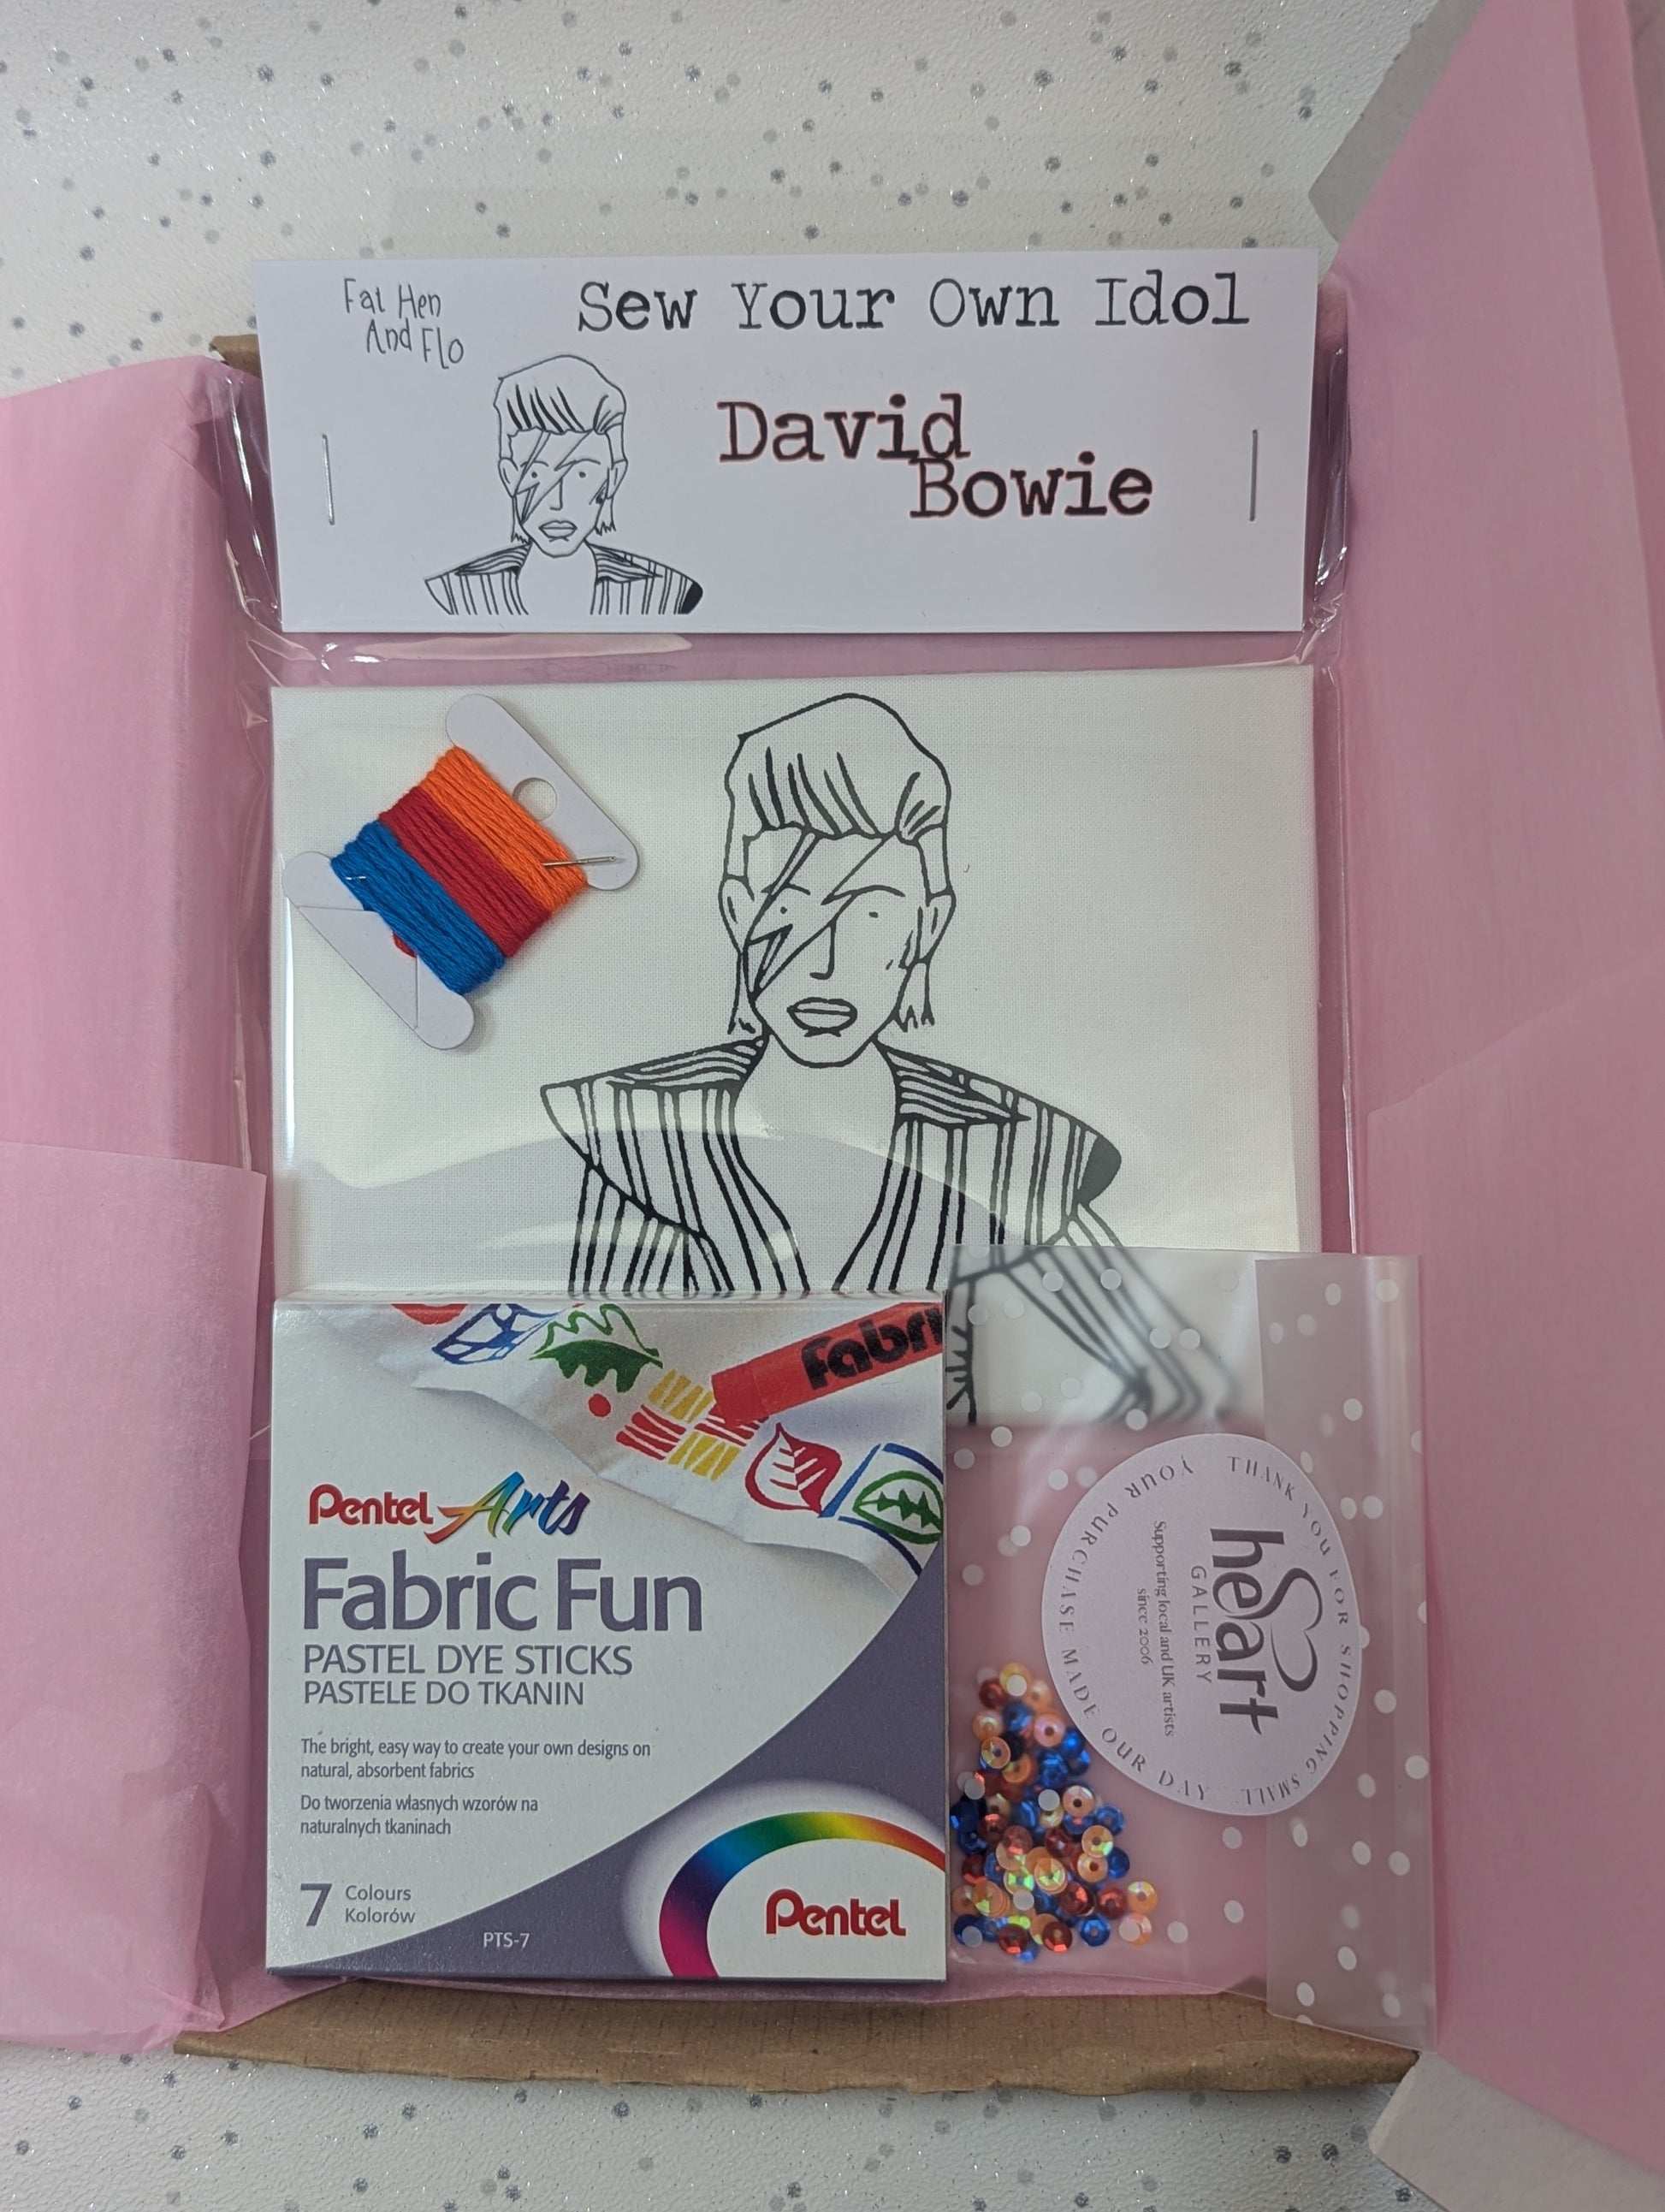 Fat Hen
And Flo
Sew Your Own Idol
David
Bowie
Fabri
Pentel Arts
Fabric Fun
PASTEL DYE STICKS
PASTELE DO TKANIN
The bright, easy way to create your own designs on
natural, absorbent fabrics
Do tworzenia własnych wzorów na
naturalnych tkaninach
7 Colours
Kolorów
PTS-7
Pentel
THANK YOU FOR SHOPPING SMALL.
YOUR PURCHASE MADE OUR DAY
heart
GALLERY
Supporting local and UK artists
since 2006